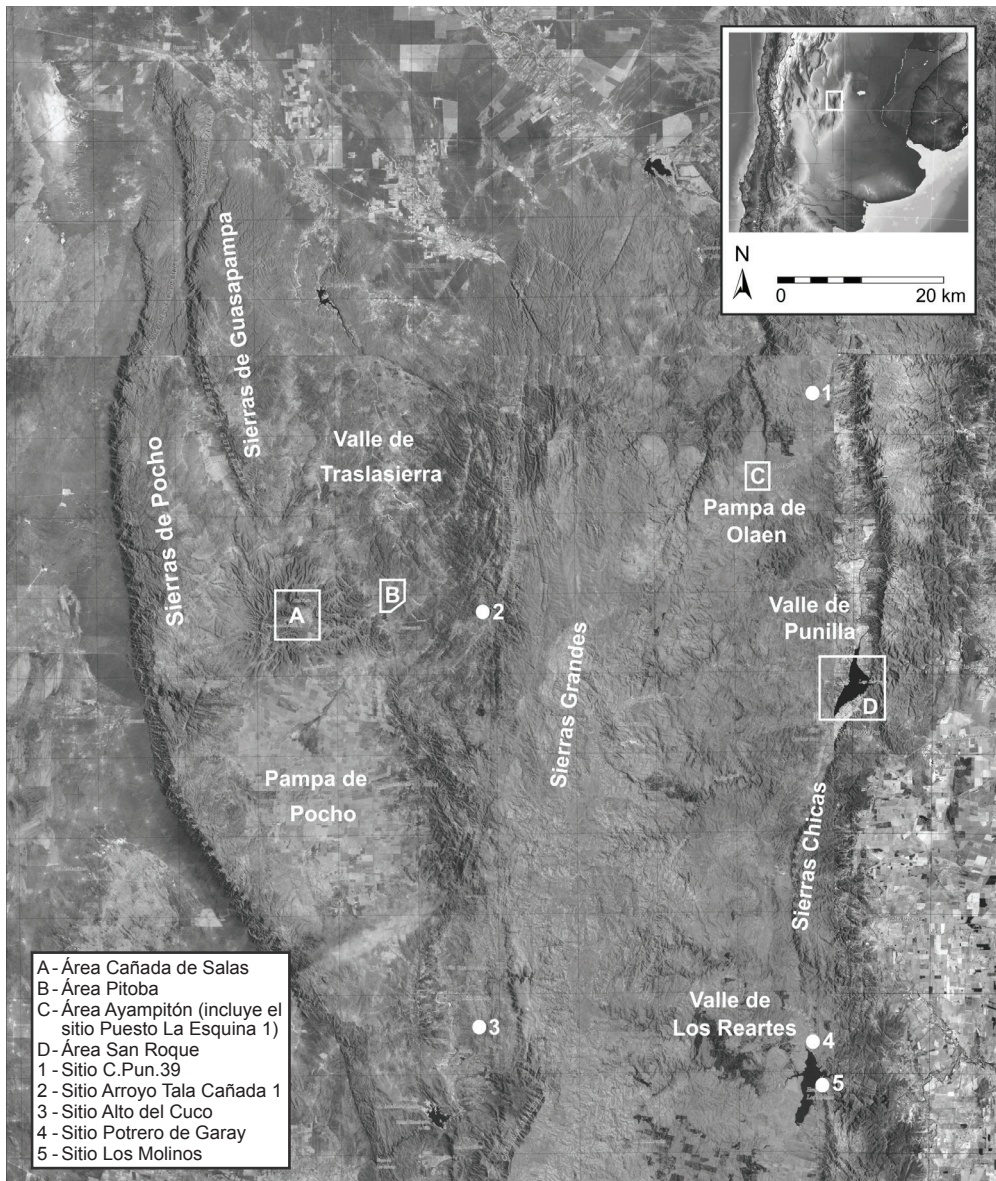 N
0 20 km
Sierras de Guasapampa
1
Valle de
Traslasierra
Sierras de Pocho
C
Pampa de
Olaen
A
B
2
Valle de
Punilla
Sierras Grandes
D
Pampa de
Pocho
Sierras Chicas
Valle de
Los Reartes
3
4
5
A - Área Cañada de Salas
B - Área Pitoba
C - Área Ayampitón (incluye el
sitio Puesto La Esquina 1)
D - Área San Roque
1 - Sitio C.Pun.39
2 - Sitio Arroyo Tala Cañada 1
3 - Sitio Alto del Cuco
4 - Sitio Potrero de Garay
5 - Sitio Los Molinos